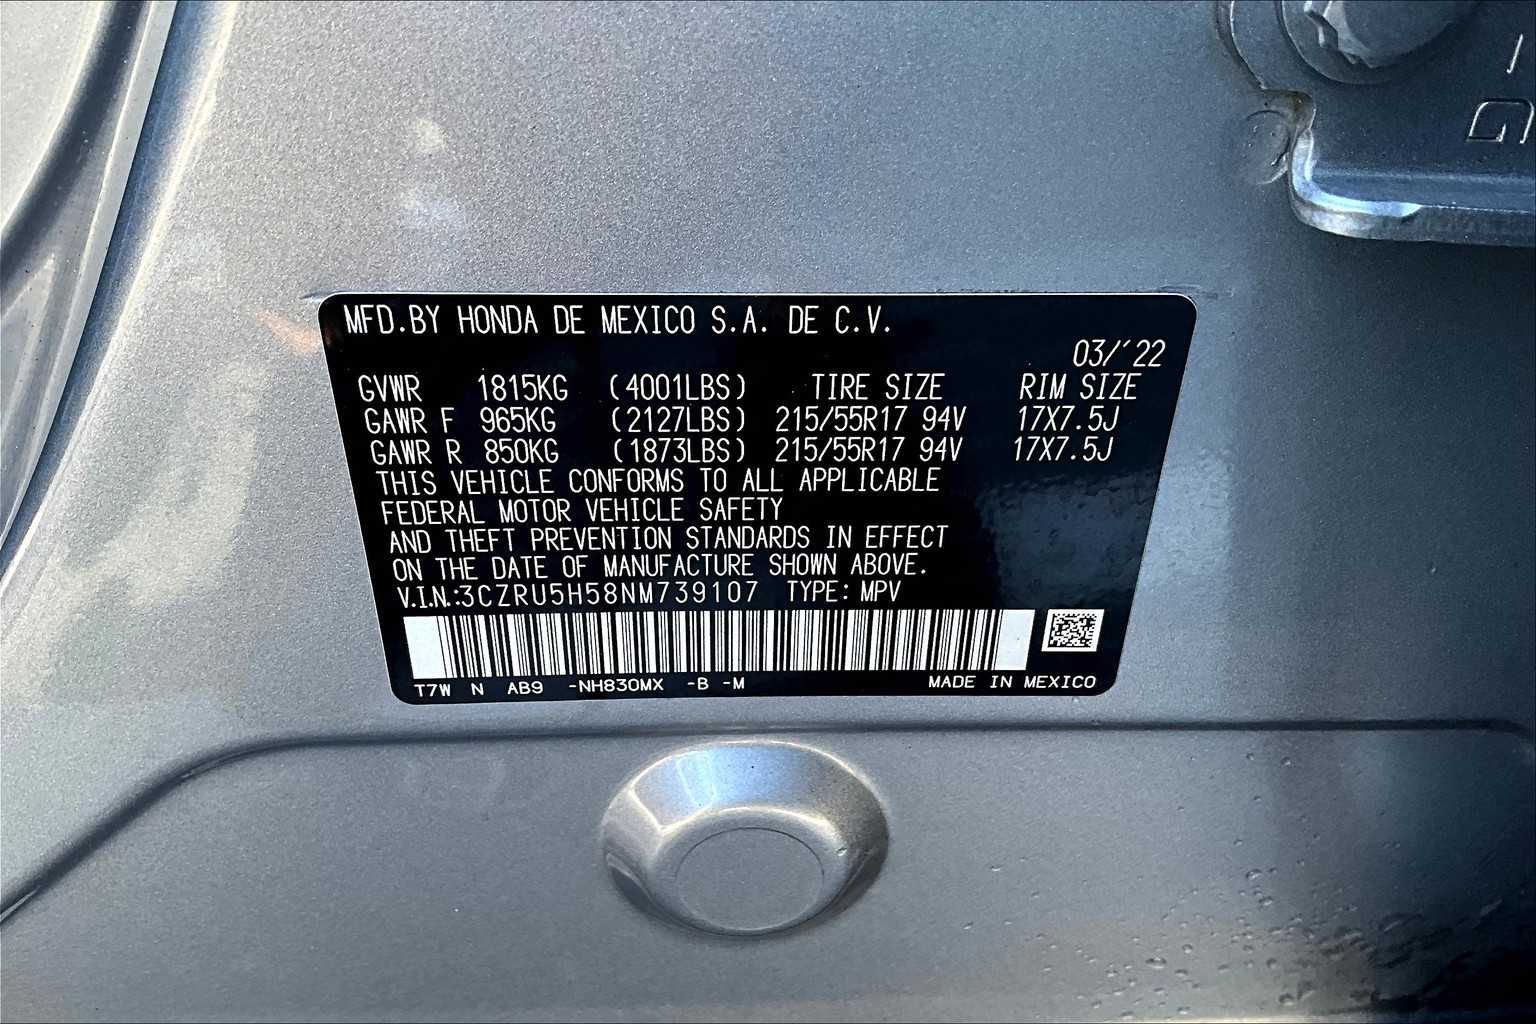 MFD.BY HONDA DE MEXICO S.A. DE C.V.
03/´22
GVWR 1815KG (4001LBS) TIRE SIZE RIM SIZE
GAWR F 965KG (2127LBS) 215/55R17 94V 17X7.5J
GAWR R 850KG (1873LBS) 215/55R17 94V 17X7.5J
THIS VEHICLE CONFORMS TO ALL APPLICABLE
FEDERAL MOTOR VEHICLE SAFETY
AND THEFT PREVENTION STANDARDS IN EFFECT
ON THE DATE OF MANUFACTURE SHOWN ABOVE.
V.I.N.:3CZRU5H58NM739107 TYPE: MPV
T7W N AB9 -NH830MX -B -M MADE IN MEXICO